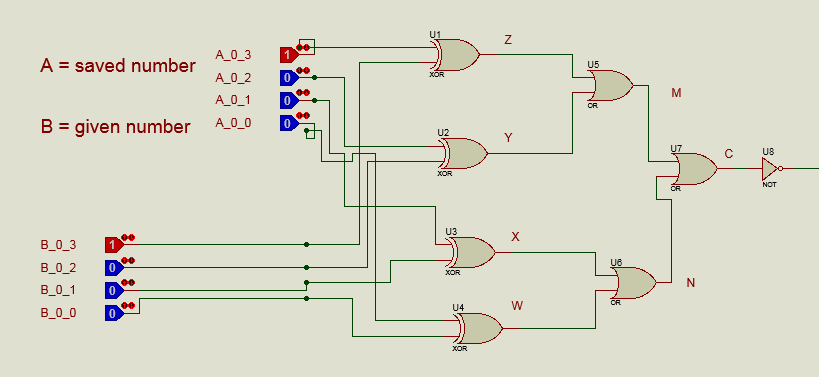 A = saved number
B = given number
A_0_3 1
A_0_2 0
A_0_1 0
A_0_0 0
B_0_3 1
B_0_2 0
B_0_1 0
B_0_0 0
U1
XOR
Z
U2
XOR
Y
U3
XOR
X
U4
XOR
W
U5
OR
M
U6
OR
N
U7
OR
C
U8
NOT